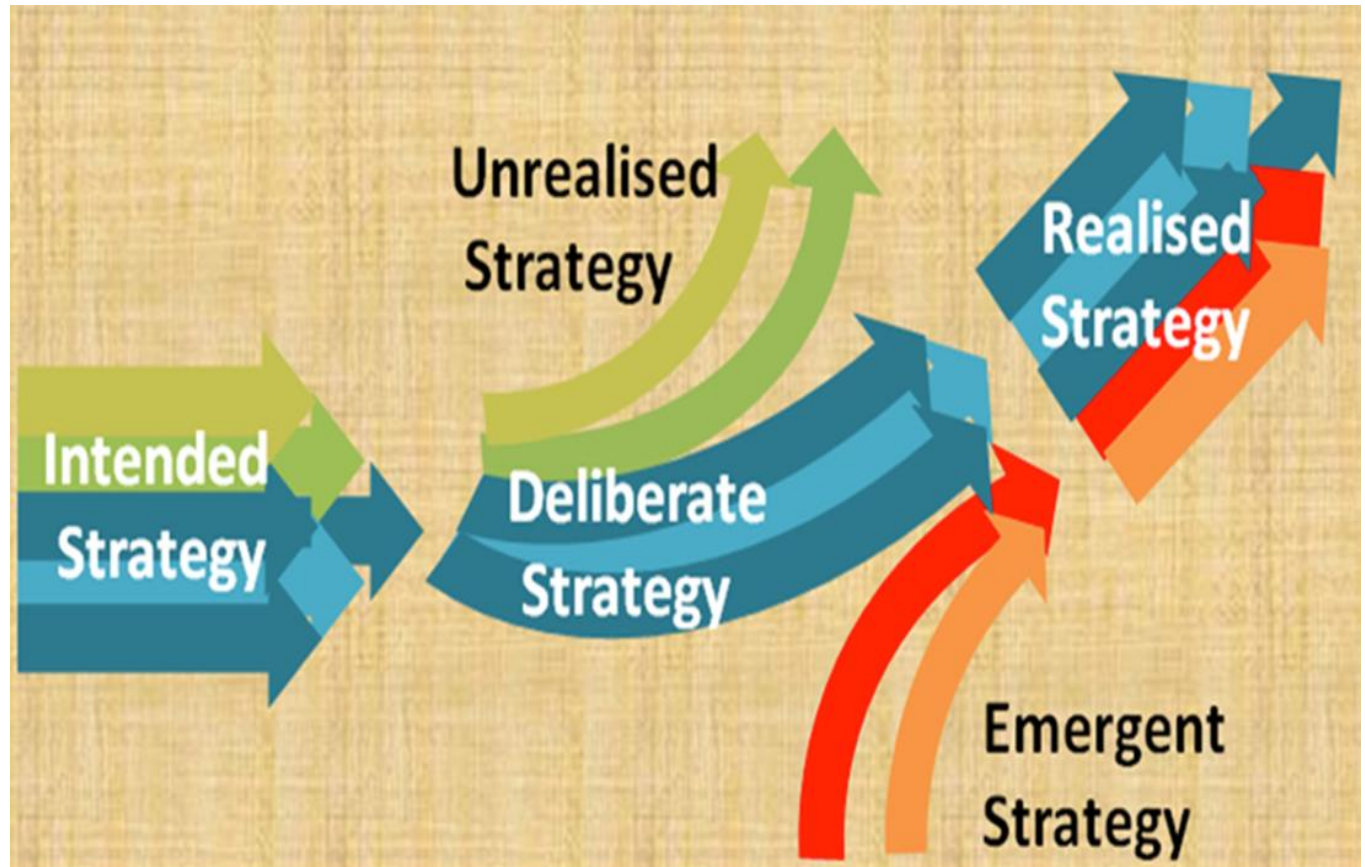 Intended
Strategy
Unrealised
Strategy
Deliberate
Strategy
Emergent
Strategy
Realised
Strategy